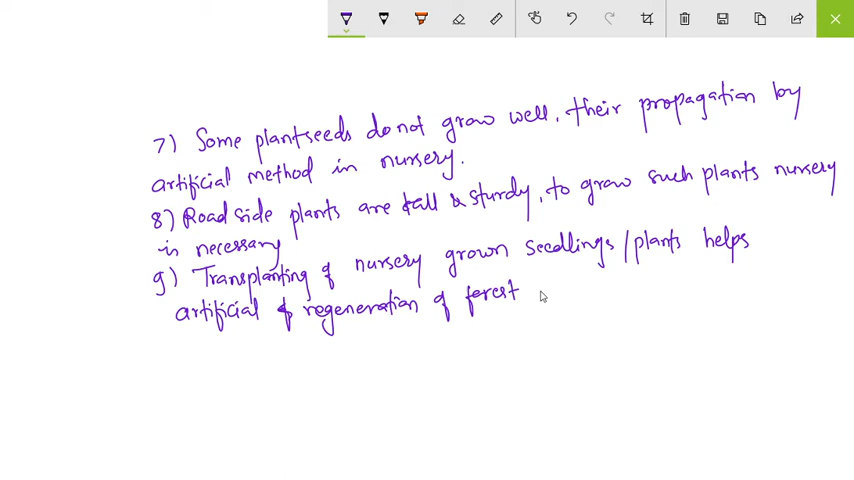 7) Some plant seeds do not grow well. their propagation by
artificial method in nursery.
8) Road side plants are tall & sturdy, to grow such plants nursery
is necessary
9) Transplanting of nursery grown seedlings/plants helps
artificial & regeneration of forest